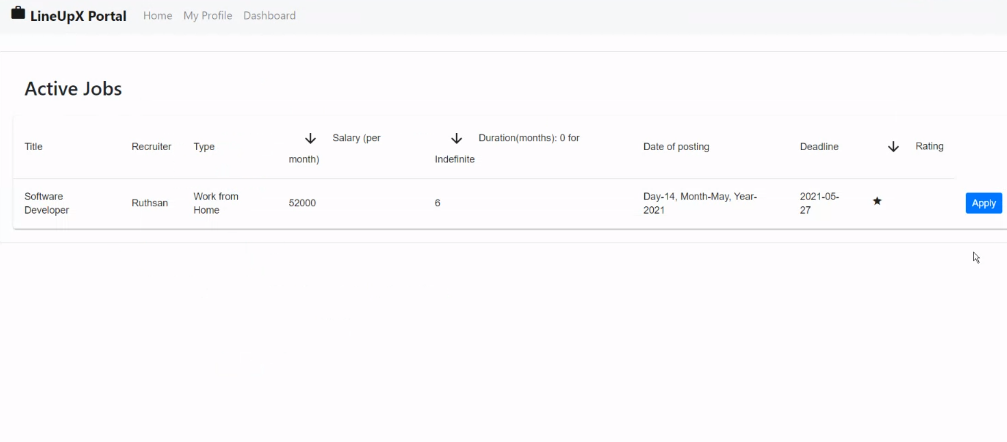 LineUpX Portal Home My Profile Dashboard
Active Jobs
Title Recruiter Type Salary (per month) Duration(months): 0 for Indefinite Date of posting Deadline Rating
Software Developer Ruthsan Work from Home 52000 6 Day-14, Month-May, Year-2021 2021-05-27 Apply